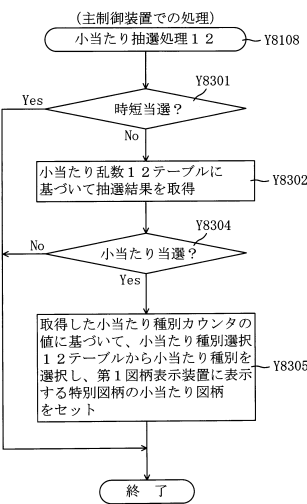 （主制御装置での処理）
小当たり抽選処理１２
Y8108
Y8301
Yes
時短当選？
No
小当たり乱数１２テーブルに
基づいて抽選結果を取得
Y8302
Y8304
No
小当たり当選？
Yes
取得した小当たり種別カウンタの
値に基づいて、小当たり種別選択
１２テーブルから小当たり種別を
選択し、第１図柄表示装置に表示
する特別図柄の小当たり図柄
をセット
Y8305
終　了